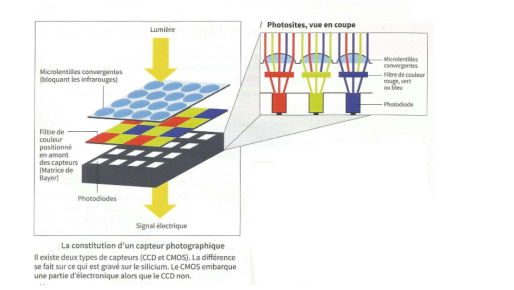 Lumière
Microlentilles convergentes
(bloquant les infrarouges)
Filtre de
couleur
positionné
en amont
des capteurs
(Matrice de
Bayer)
Photodiodes
Signal électrique
/ Photosites, vue en coupe
Microlentilles
convergentes
Filtre de couleur
rouge, vert
ou bleu
Photodiode
La constitution d'un capteur photographique
Il existe deux types de capteurs (CCD et CMOS). La différence
se fait sur ce qui est gravé sur le silicium. Le CMOS embarque
une partie d'électronique alors que le CCD non.